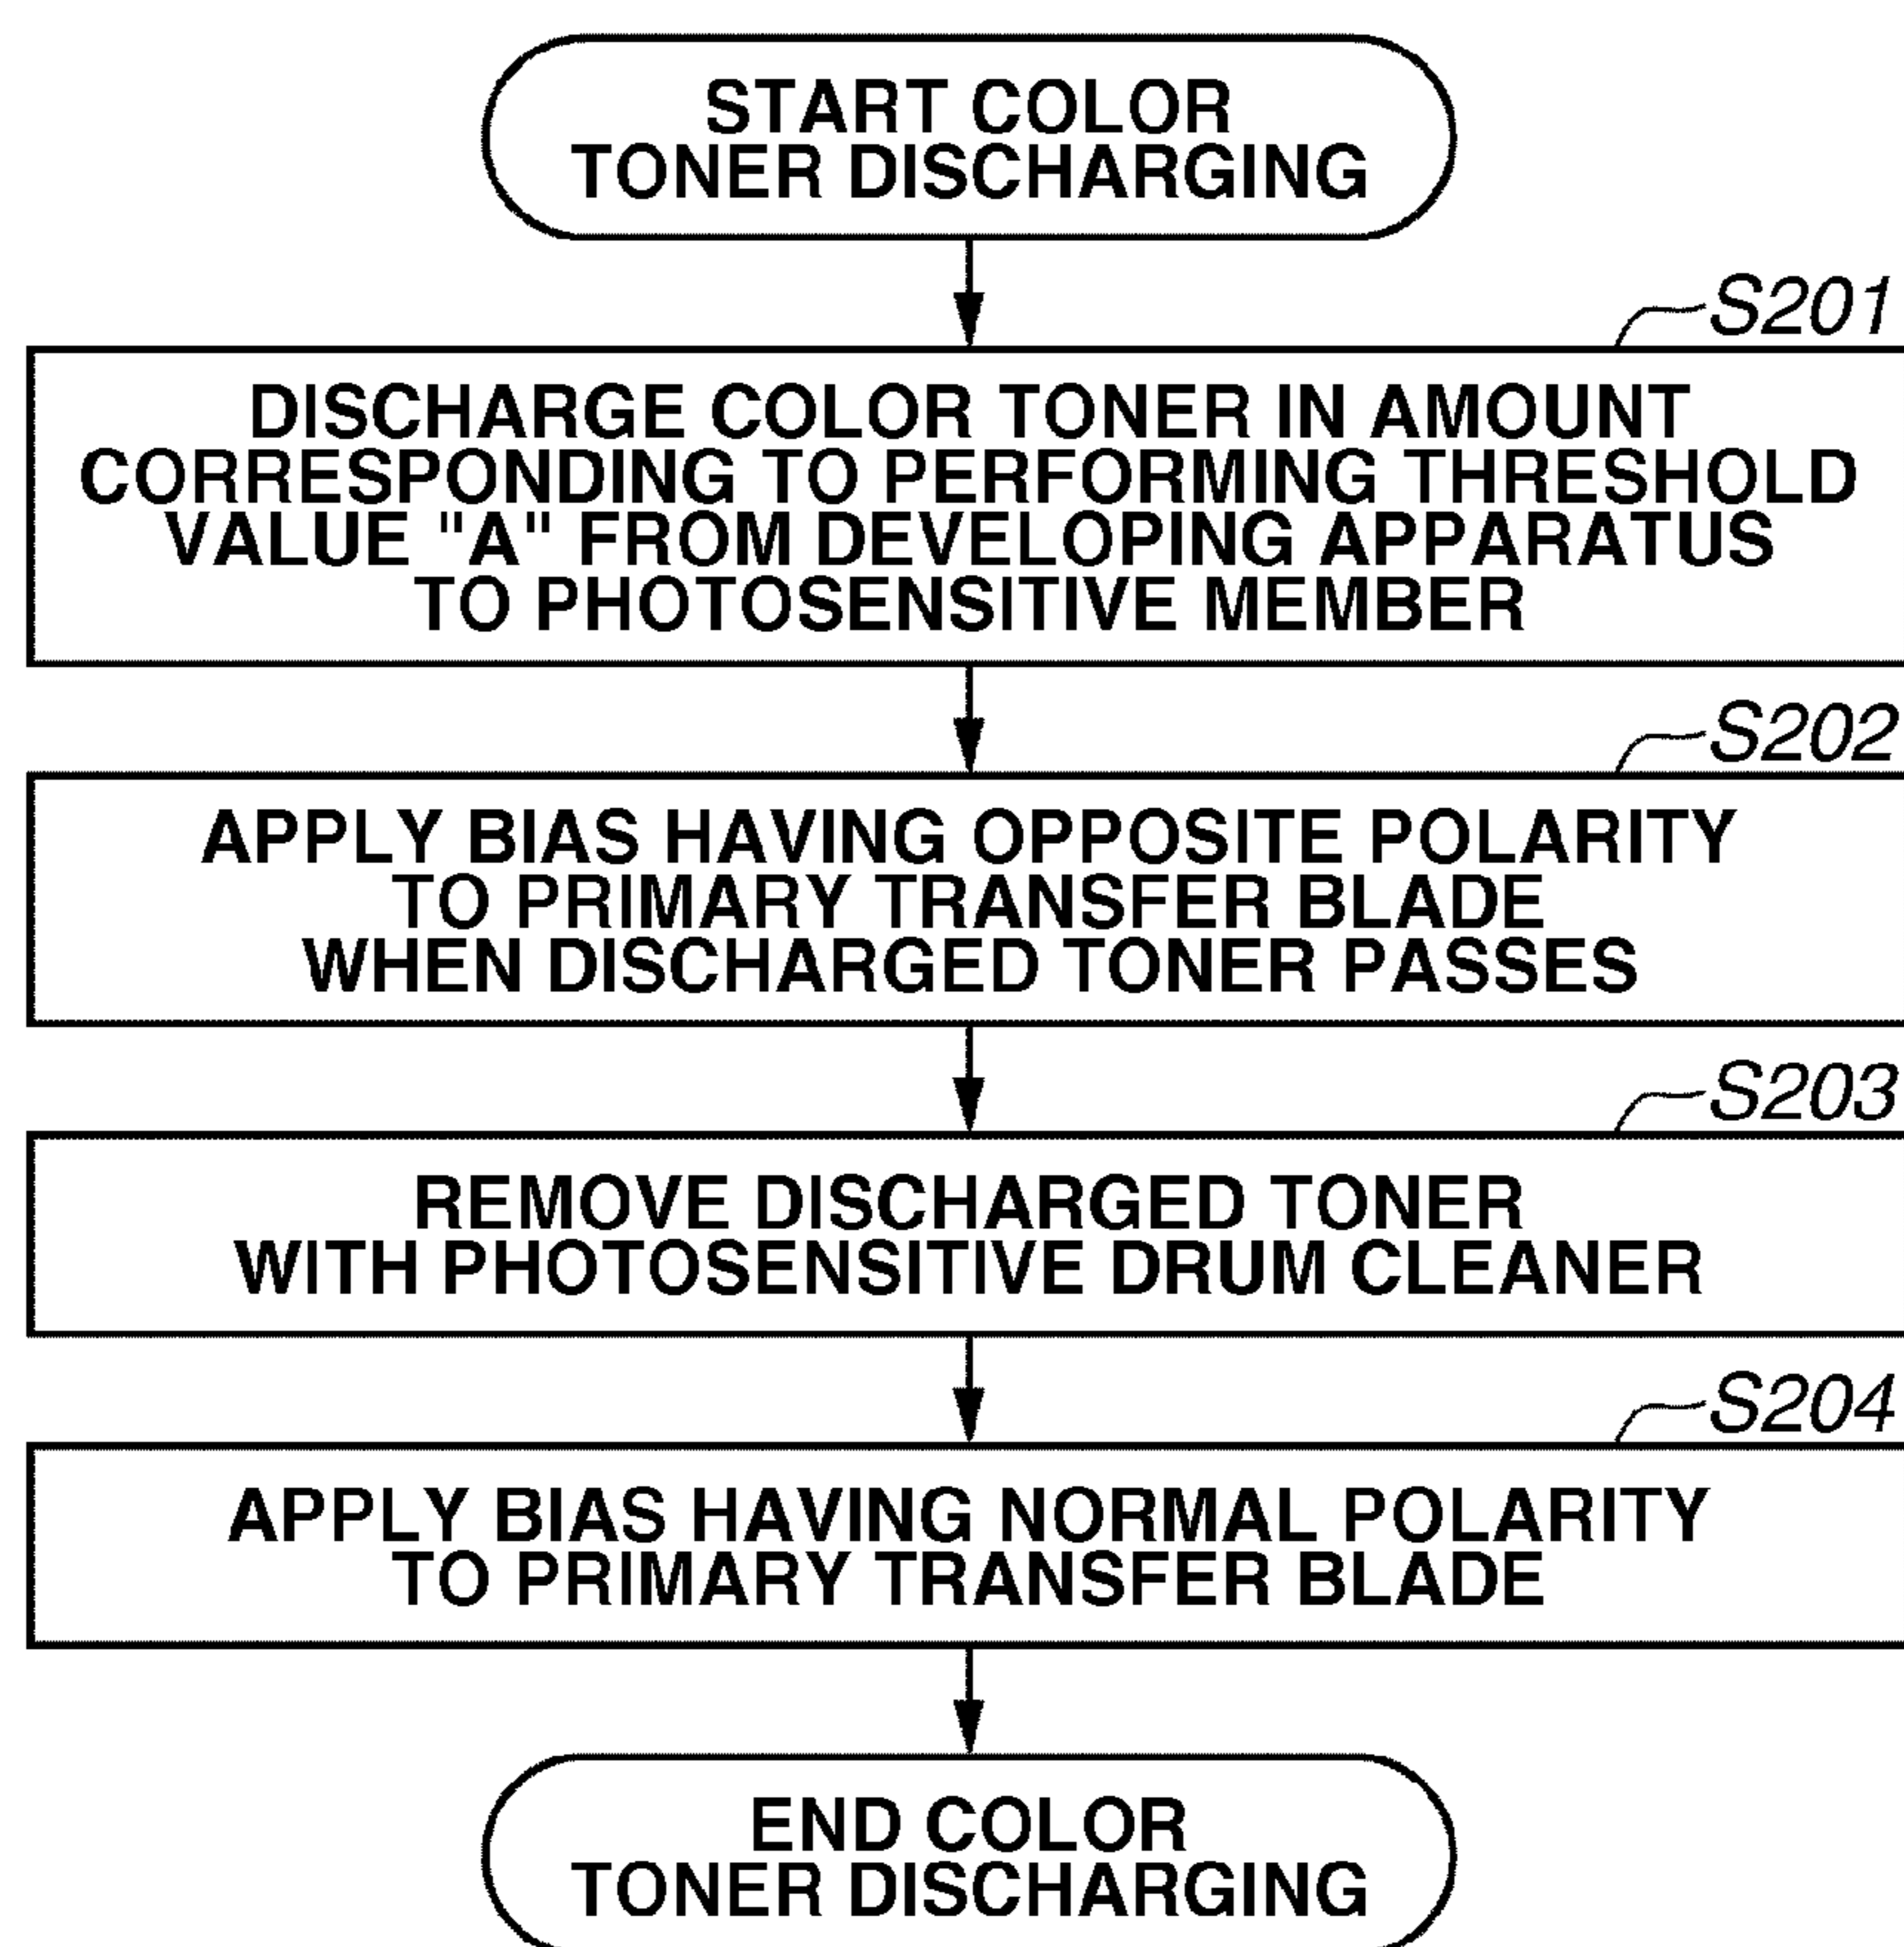 START COLOR
TONER DISCHARGING
S201
DISCHARGE COLOR TONER IN AMOUNT
CORRESPONDING TO PERFORMING THRESHOLD
VALUE "A" FROM DEVELOPING APPARATUS
TO PHOTOSENSITIVE MEMBER
S202
APPLY BIAS HAVING OPPOSITE POLARITY
TO PRIMARY TRANSFER BLADE
WHEN DISCHARGED TONER PASSES
S203
REMOVE DISCHARGED TONER
WITH PHOTOSENSITIVE DRUM CLEANER
S204
APPLY BIAS HAVING NORMAL POLARITY
TO PRIMARY TRANSFER BLADE
END COLOR
TONER DISCHARGING